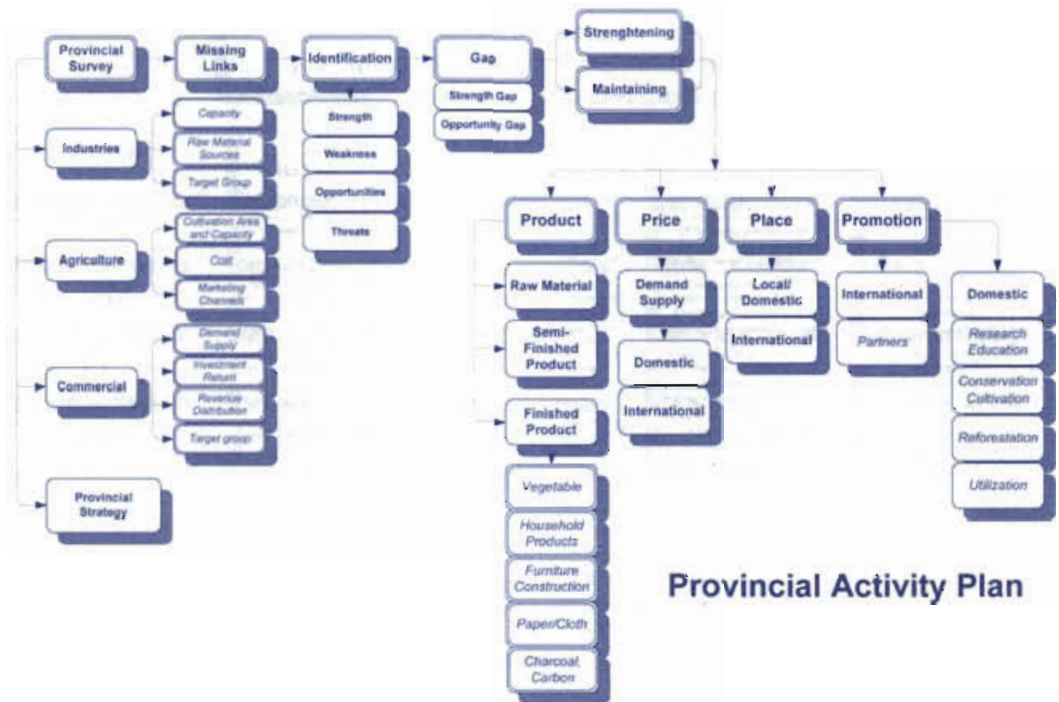 Provincial
Survey
Missing
Links
Identification
Gap
Strenghtening
Maintaining
Strength Gap
Opportunity Gap
Strength
Weakness
Opportunities
Threats
Industries
Capacity
Raw Material
Sources
Target Group
Agriculture
Cultivation Area
and Capacity
Cost
Marketing
Channels
Commercial
Demand
Supply
Investment
Return
Revenue
Distribution
Target group
Provincial
Strategy
Product
Price
Place
Promotion
Raw Material
Semi-
Finished
Product
Finished
Product
Vegetable
Household
Products
Furniture
Construction
Paper/Cloth
Charcoal,
Carbon
Demand
Supply
Domestic
International
Local/
Domestic
International
International
Partners
Domestic
Research
Education
Conservation
Cultivation
Reforestation
Utilization
Provincial Activity Plan